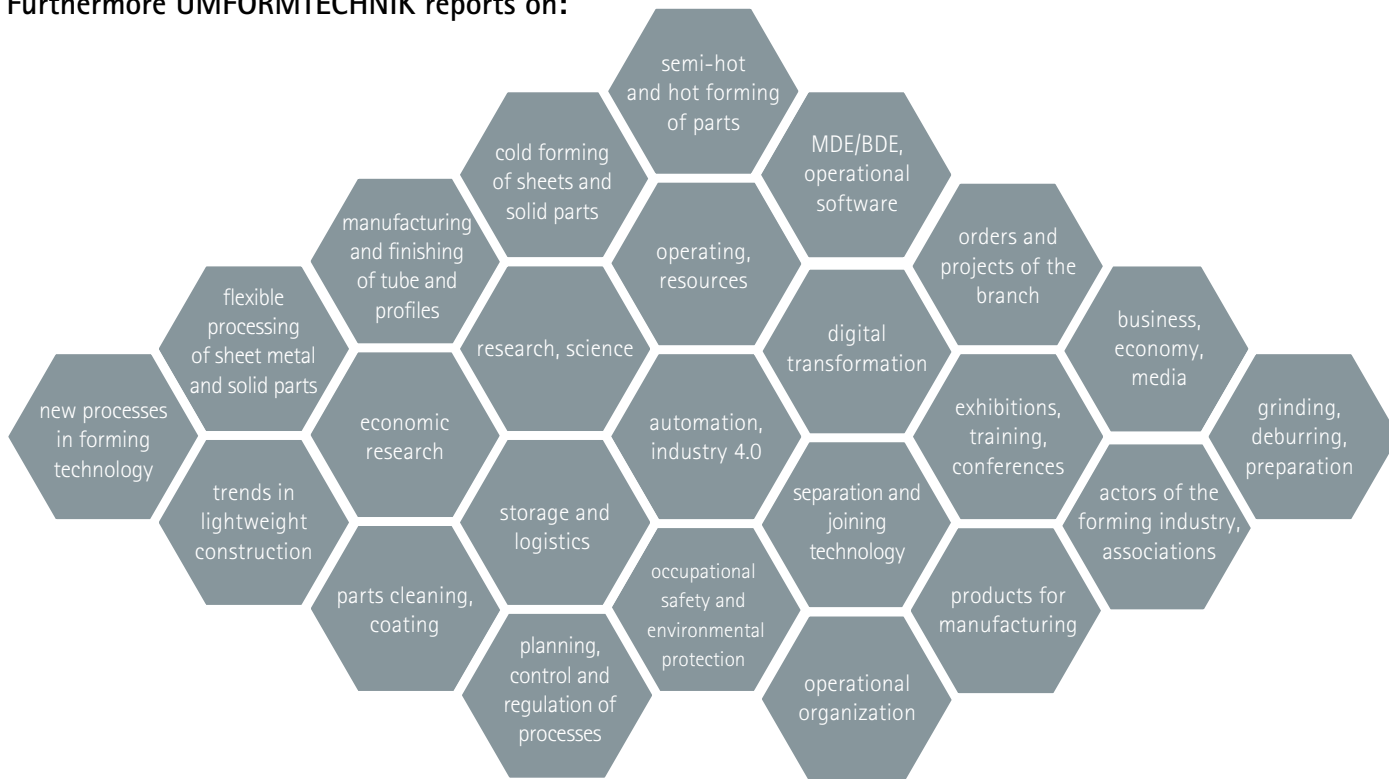 Furthermore UMFORMTECHNIK reports on:
semi-hot
and hot forming
of parts
cold forming
of sheets and
solid parts
MDE/BDE,
operational
software
manufacturing
and finishing
of tube and
profiles
operating,
resources
orders and
projects of the
branch
flexible
processing
of sheet metal
and solid parts
research, science
digital
transformation
business,
economy,
media
new processes
in forming
technology
economic
research
automation,
industry 4.0
exhibitions,
training,
conferences
grinding,
deburring,
preparation
trends in
lightweight
construction
storage and
logistics
separation and
joining
technology
actors of the
forming industry,
associations
parts cleaning,
coating
occupational
safety and
environmental
protection
products for
manufacturing
planning,
control and
regulation of
processes
operational
organization